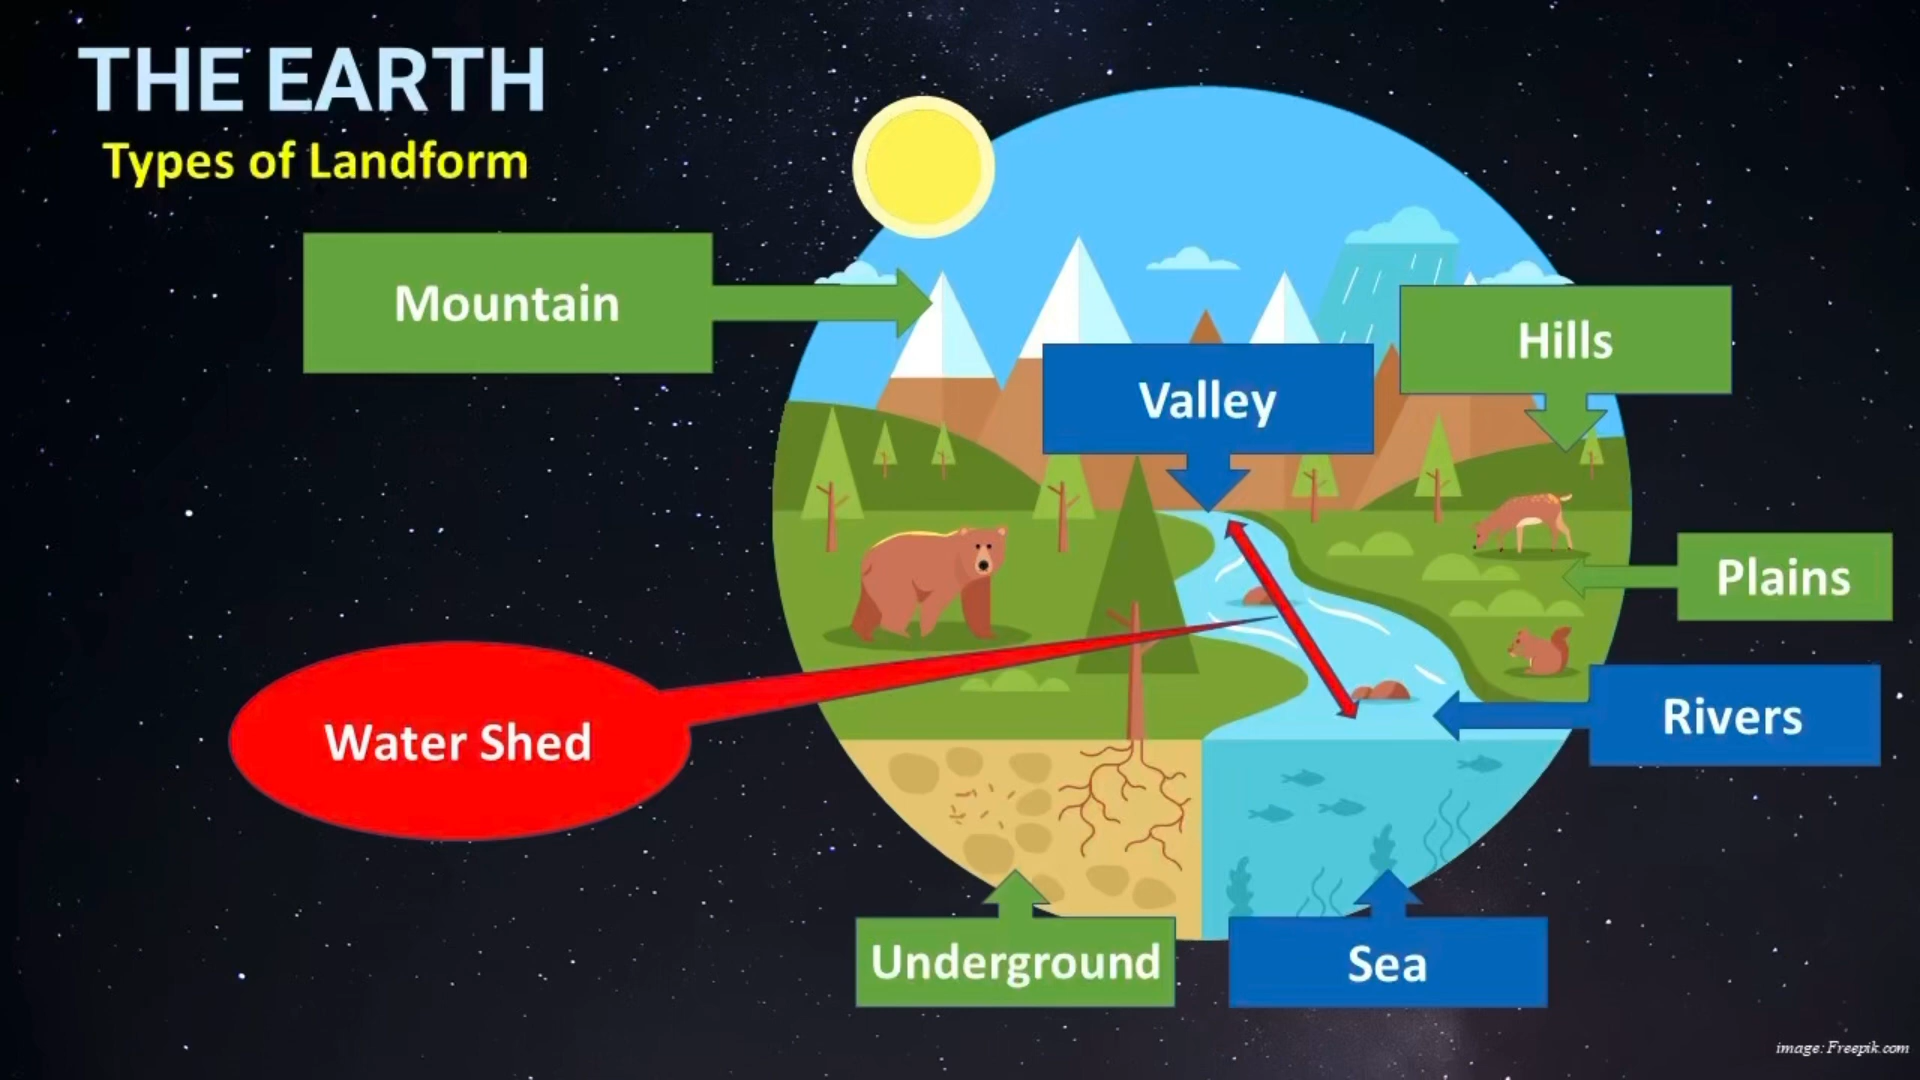 THE EARTH
Types of Landform
Mountain
Hills
Valley
Plains
Rivers
Water Shed
Underground
Sea
image: Freepik.com